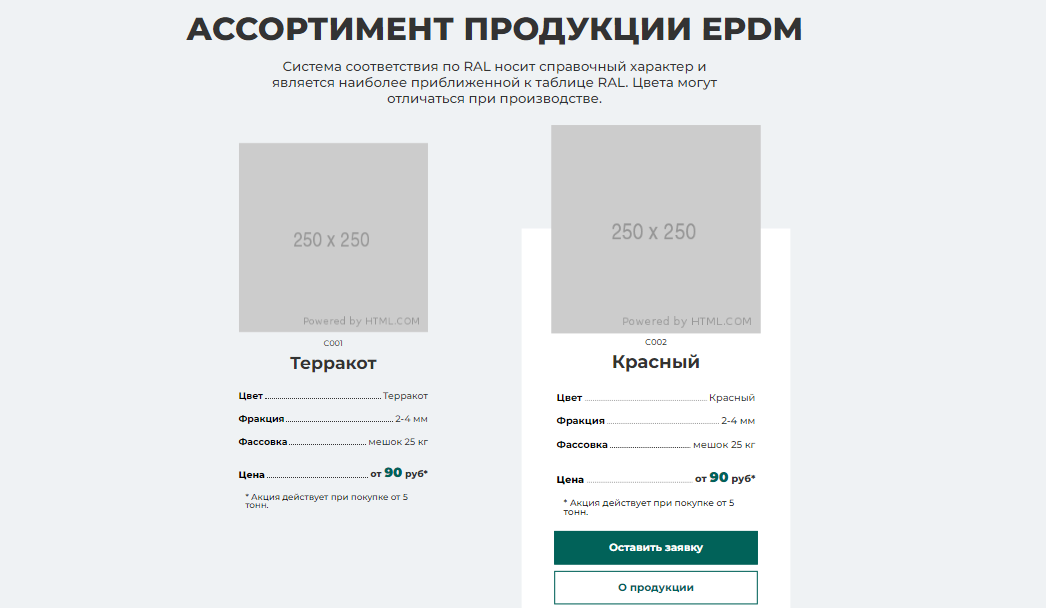 АССОРТИМЕНТ ПРОДУКЦИИ EPDM
Система соответствия по RAL носит справочный характер и
является наиболее приближенной к таблице RAL. Цвета могут
отличаться при производстве.
250 x 250
Powered by HTML.COM
C001
Терракот
Цвет Терракот
Фракция 2-4 мм
Фассовка мешок 25 кг
Цена от 90 руб*
* Акция действует при покупке от 5
тонн.
250 x 250
Powered by HTML.COM
C002
Красный
Цвет Красный
Фракция 2-4 мм
Фассовка мешок 25 кг
Цена от 90 руб*
* Акция действует при покупке от 5
тонн.
Оставить заявку
О продукции